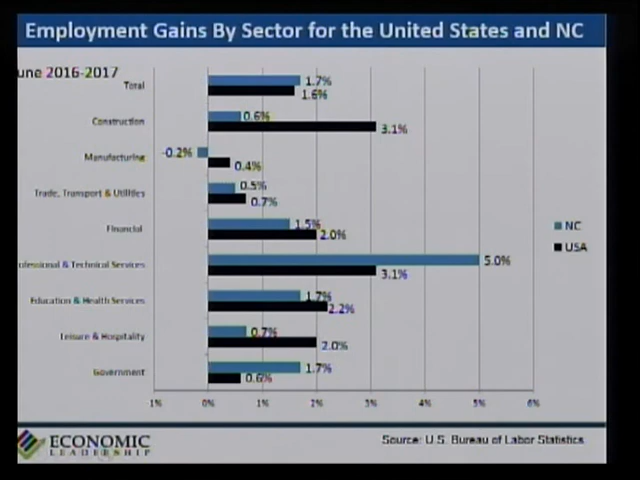 Employment Gains By Sector for the United States and NC
une 2016-2017
Total
1.7%
1.6%
Construction
0.6%
3.1%
Manufacturing
-0.2%
0.4%
Trade, Transport & Utilities
0.5%
0.7%
Financial
1.5%
2.0%
ofessional & Technical Services
5.0%
3.1%
Education & Health Services
1.7%
2.2%
Leisure & Hospitality
0.7%
2.0%
Government
1.7%
0.6%
NC
USA
1% 0% 1% 2% 3% 4% 5% 6%
ECONOMIC
LEADERSHIP
Source: U.S. Bureau of Labor Statistics